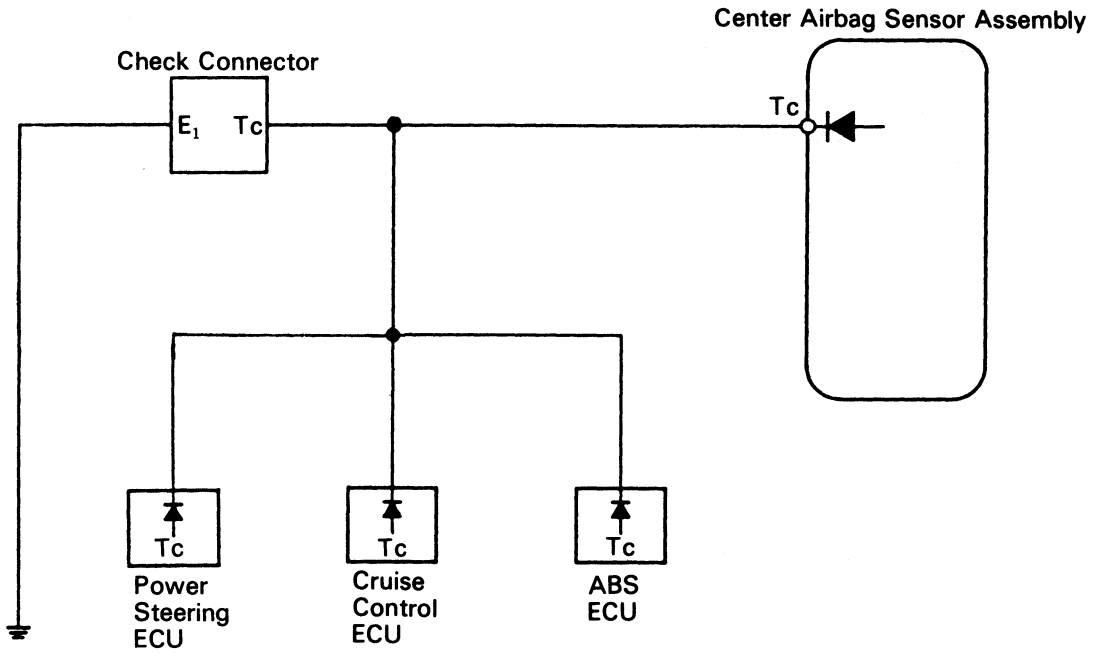 Center Airbag Sensor Assembly
Check Connector
E₁ Tc
Tc
Tc
Power
Steering
ECU
Tc
Cruise
Control
ECU
Tc
ABS
ECU